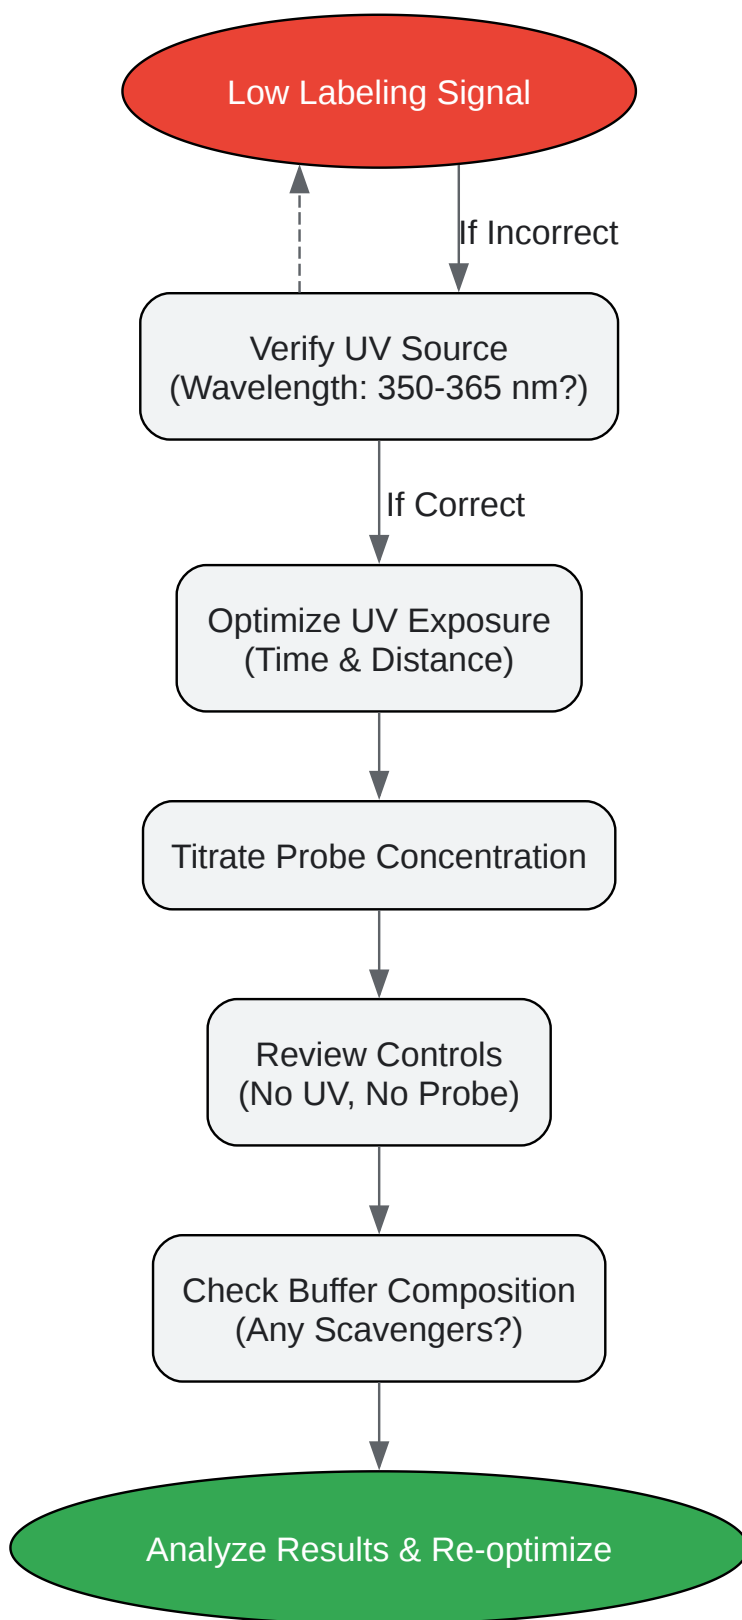 Low Labeling Signal
If Incorrect
Verify UV Source
(Wavelength: 350-365 nm?)
If Correct
Optimize UV Exposure
(Time & Distance)
Titrate Probe Concentration
Review Controls
(No UV, No Probe)
Check Buffer Composition
(Any Scavengers?)
Analyze Results & Re-optimize